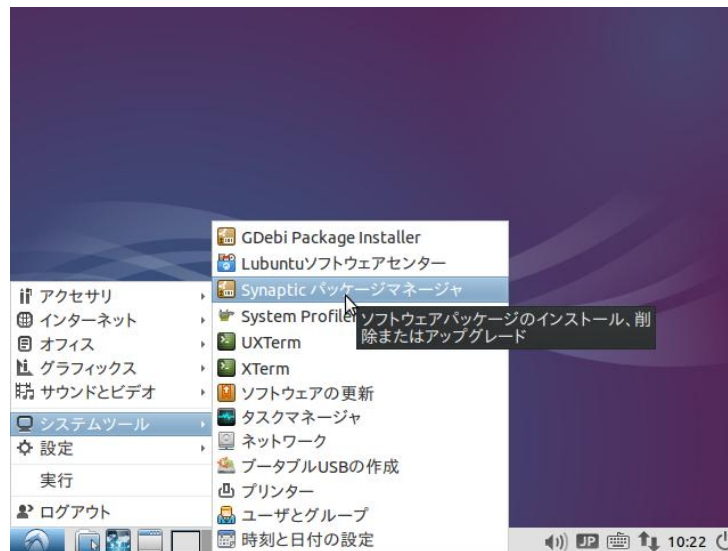 アクセサリ
インターネット
オフィス
グラフィックス
サウンドとビデオ
システムツール
設定
実行
ログアウト
GDebi Package Installer
Lubuntuソフトウェアセンター
Synaptic パッケージマネージャ
System Profiler
UXTerm
XTerm
ソフトウェアの更新
タスクマネージャ
ネットワーク
ブータブルUSBの作成
プリンター
ユーザとグループ
時刻と日付の設定
ソフトウェアパッケージのインストール、削
除またはアップグレード
JP
10:22